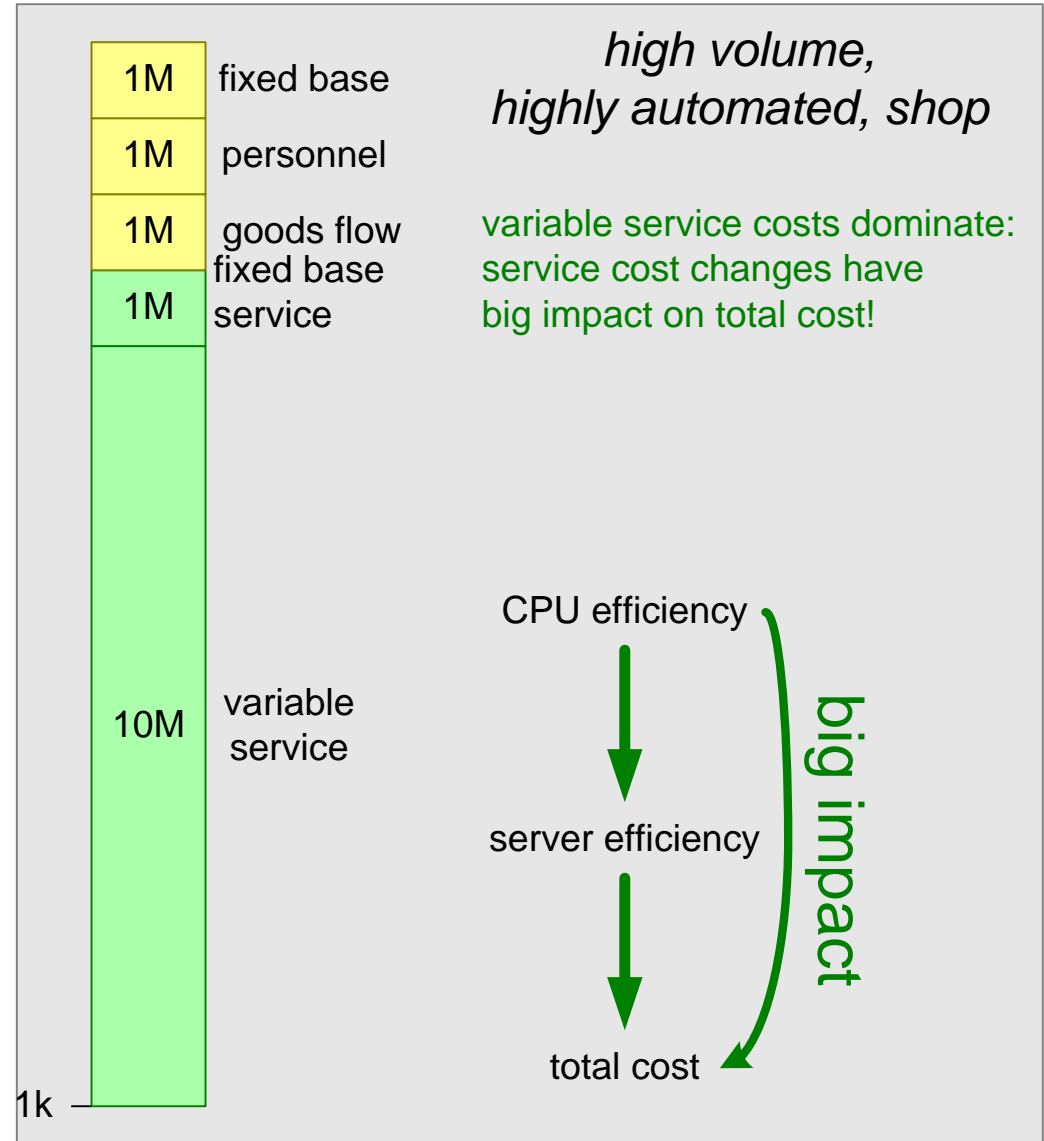 high volume,
highly automated, shop
1M fixed base
1M personnel
1M goods flow
fixed base
1M service
variable service costs dominate:
service cost changes have
big impact on total cost!
10M variable
service
1k
CPU efficiency
server efficiency
total cost
big impact